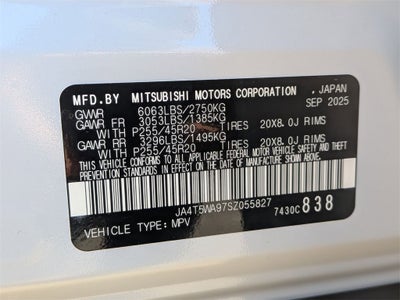 MFD.BY MITSUBISHI MOTORS CORPORATION , JAPAN
GVWR 6063LBS/2750KG SEP 2025
GAWR FR 3053LBS/1385KG
WITH P255/45R20 TIRES 20X8.0J RIMS
GAWR RR 3296LBS/1495KG
WITH P255/45R20 TIRES 20X8.0J RIMS
THIS VEHICLE CONFORMS TO ALL APPLICABLE FEDERAL MOTOR VEHICLE SAFETY AND THEFT
PREVENTION STANDARDS IN EFFECT ON THE DATE OF MANUFACTURE SHOWN ABOVE.
JA4T5WA97SZ055827 7430C 838
VEHICLE TYPE: MPV